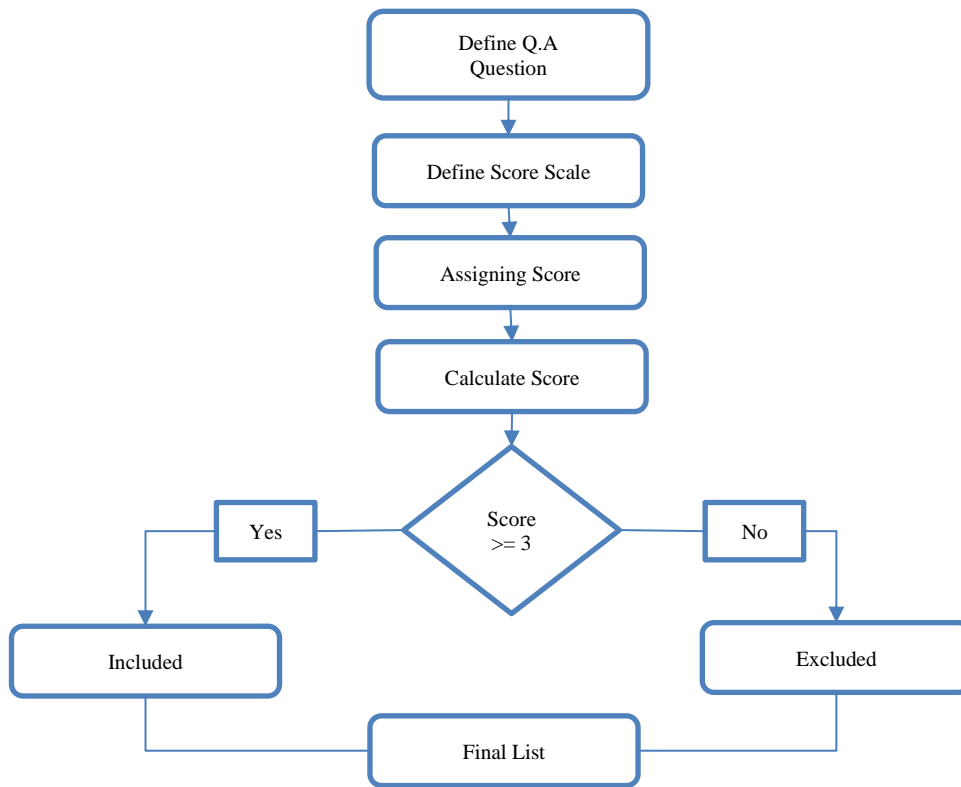 Define Q.A
Question
Define Score Scale
Assigning Score
Calculate Score
Score
>= 3
Yes
No
Included
Excluded
Final List